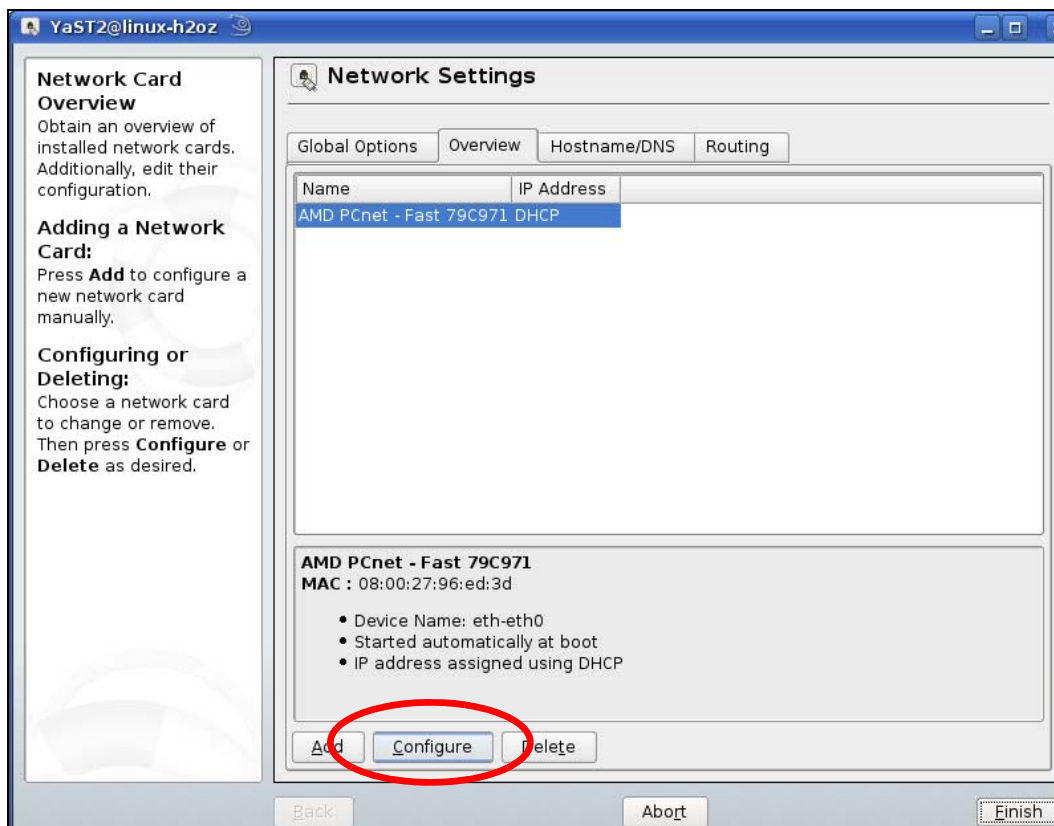 YaST2@linux-h2oz
Network Card
Overview
Obtain an overview of
installed network cards.
Additionally, edit their
configuration.
Adding a Network
Card:
Press Add to configure a
new network card
manually.
Configuring or
Deleting:
Choose a network card
to change or remove.
Then press Configure or
Delete as desired.
Network Settings
Global Options Overview Hostname/DNS Routing
Name IP Address
AMD PCnet - Fast 79C971 DHCP
AMD PCnet - Fast 79C971
MAC : 08:00:27:96:ed:3d
• Device Name: eth-eth0
• Started automatically at boot
• IP address assigned using DHCP
Add Configure Delete
Back Abort Finish